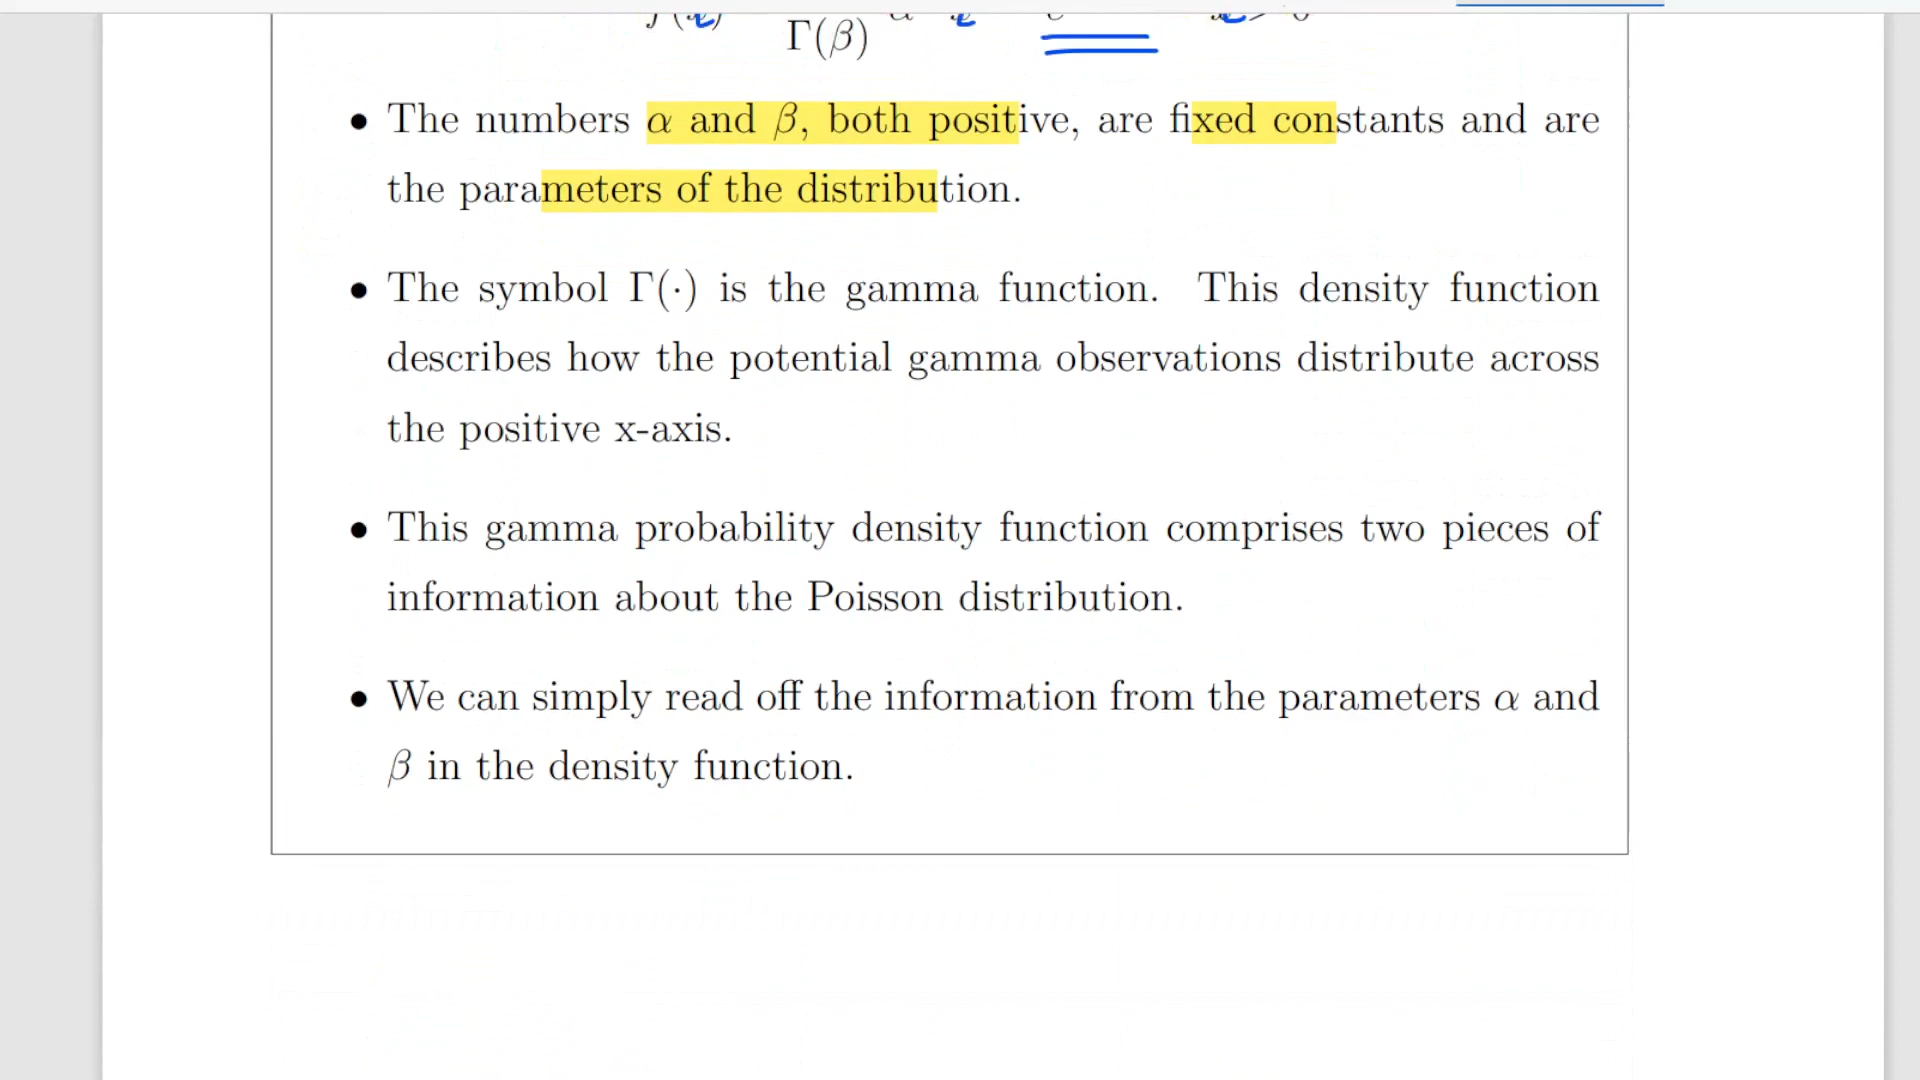 Γ(β)
• The numbers α and β, both positive, are fixed constants and are
the parameters of the distribution.
• The symbol Γ(·) is the gamma function. This density function
describes how the potential gamma observations distribute across
the positive x-axis.
• This gamma probability density function comprises two pieces of
information about the Poisson distribution.
• We can simply read off the information from the parameters α and
β in the density function.